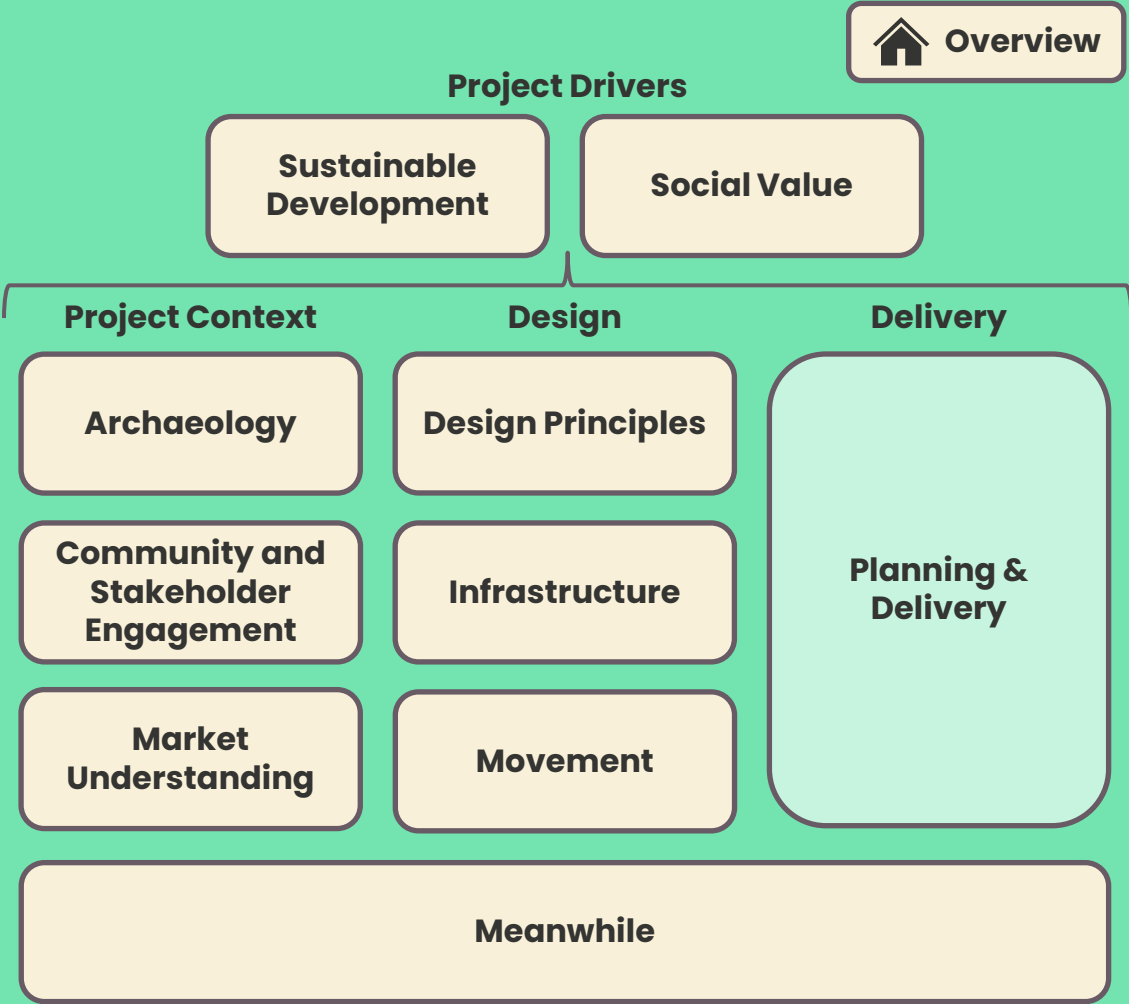 Overview
Project Drivers
Sustainable
Development
Social Value
Project Context
Design
Delivery
Archaeology
Design Principles
Community and
Stakeholder
Engagement
Infrastructure
Planning &
Delivery
Market
Understanding
Movement
Meanwhile